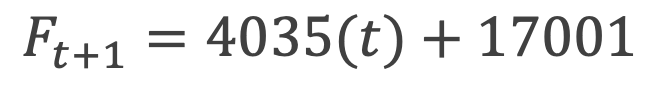 F_{t+1} = 4035(t) + 17001